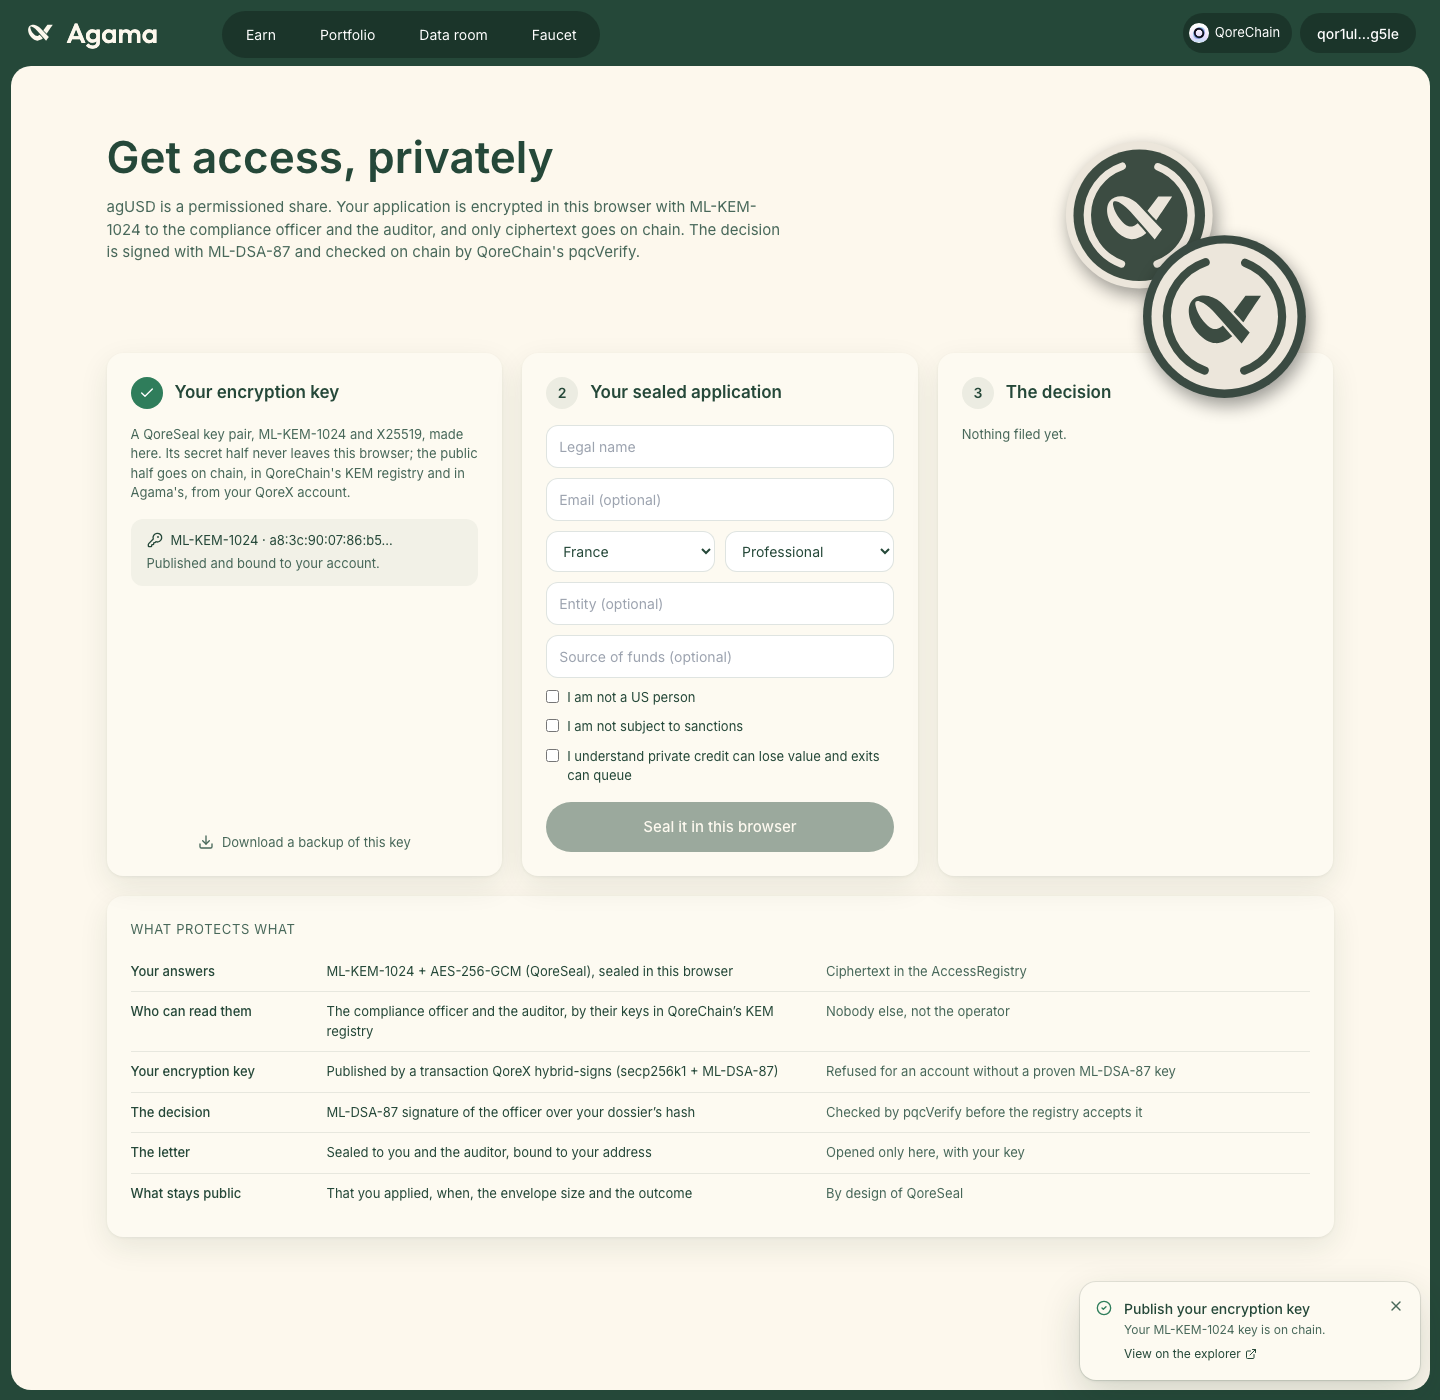 Agama
Earn
Portfolio
Data room
Faucet
QoreChain
qor1ul...g5le
Get access, privately
agUSD is a permissioned share. Your application is encrypted in this browser with ML-KEM-
1024 to the compliance officer and the auditor, and only ciphertext goes on chain. The decision
is signed with ML-DSA-87 and checked on chain by QoreChain's pqcVerify.
Your encryption key
A QoreSeal key pair, ML-KEM-1024 and X25519, made
here. Its secret half never leaves this browser; the public
half goes on chain, in QoreChain's KEM registry and in
Agama's, from your QoreX account.
ML-KEM-1024 · a8:3c:90:07:86:b5...
Published and bound to your account.
Download a backup of this key
2
Your sealed application
Legal name
Email (optional)
France
Professional
Entity (optional)
Source of funds (optional)
I am not a US person
I am not subject to sanctions
I understand private credit can lose value and exits
can queue
Seal it in this browser
3
The decision
Nothing filed yet.
WHAT PROTECTS WHAT
Your answers
ML-KEM-1024 + AES-256-GCM (QoreSeal), sealed in this browser
Ciphertext in the AccessRegistry
Who can read them
The compliance officer and the auditor, by their keys in QoreChain’s KEM
registry
Nobody else, not the operator
Your encryption key
Published by a transaction QoreX hybrid-signs (secp256k1 + ML-DSA-87)
Refused for an account without a proven ML-DSA-87 key
The decision
ML-DSA-87 signature of the officer over your dossier’s hash
Checked by pqcVerify before the registry accepts it
The letter
Sealed to you and the auditor, bound to your address
Opened only here, with your key
What stays public
That you applied, when, the envelope size and the outcome
By design of QoreSeal
Publish your encryption key
Your ML-KEM-1024 key is on chain.
View on the explorer